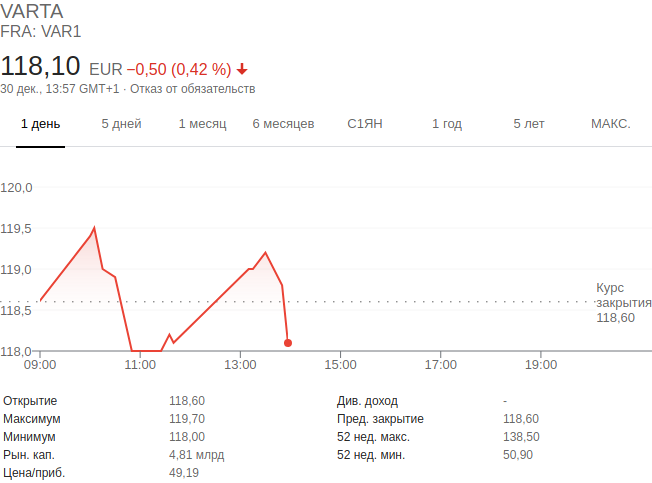 VARTA
FRA: VAR1
118,10 EUR −0,50 (0,42 %)
30 дек., 13:57 GMT+1 · Отказ от обязательств
1 день 5 дней 1 месяц 6 месяцев С1ЯН 1 год 5 лет МАКС.
120,0
119,5
119,0
118,5
118,0
Курс
закрытия
118,60
09:00 11:00 13:00 15:00 17:00 19:00
Открытие 118,60 Див. доход -
Максимум 119,70 Пред. закрытие 118,60
Минимум 118,00 52 нед. макс. 138,50
Рын. кап. 4,81 млрд 52 нед. мин. 50,90
Цена/приб. 49,19